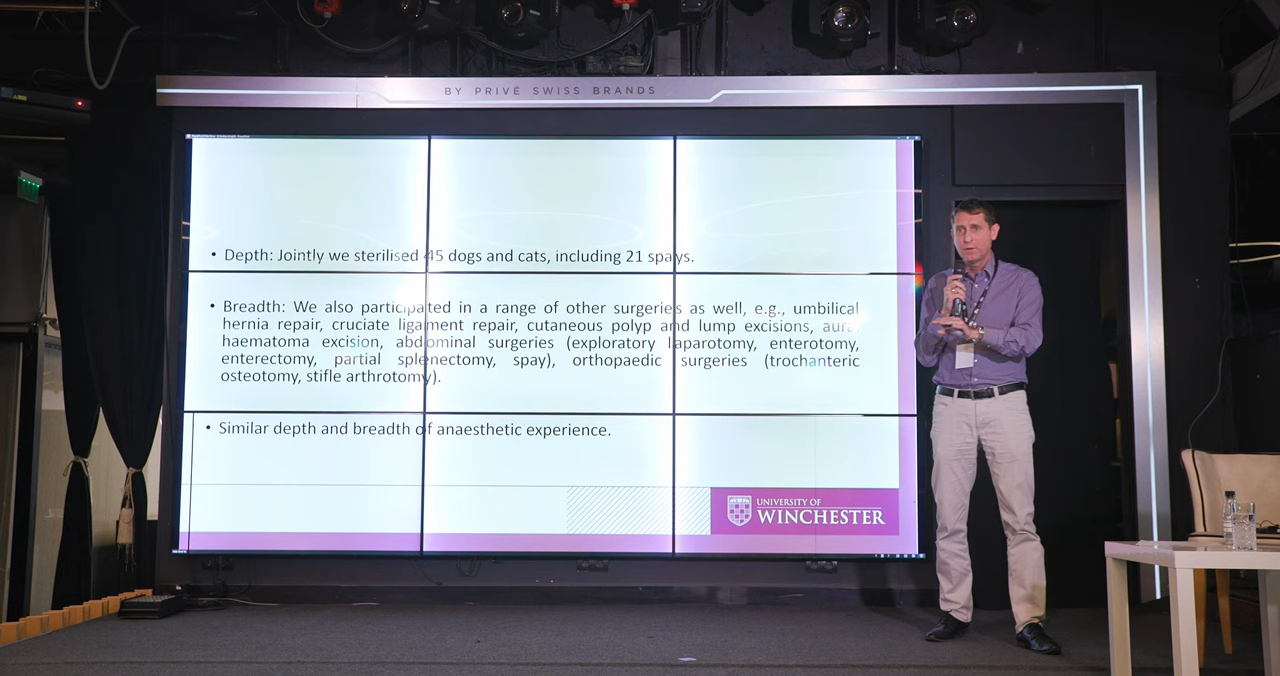 BY PRIVÉ SWISS BRANDS
• Depth: Jointly we sterilised 45 dogs and cats, including 21 spays.
• Breadth: We also participated in a range of other surgeries as well, e.g., umbilical
hernia repair, cruciate ligament repair, cutaneous polyp and lump excisions, aural
haematoma excision, abdominal surgeries (exploratory laparotomy, enterotomy,
enterectomy, partial splenectomy, spay), orthopaedic surgeries (trochanteric
osteotomy, stifle arthrotomy).
• Similar depth and breadth of anaesthetic experience.
UNIVERSITY OF
WINCHESTER